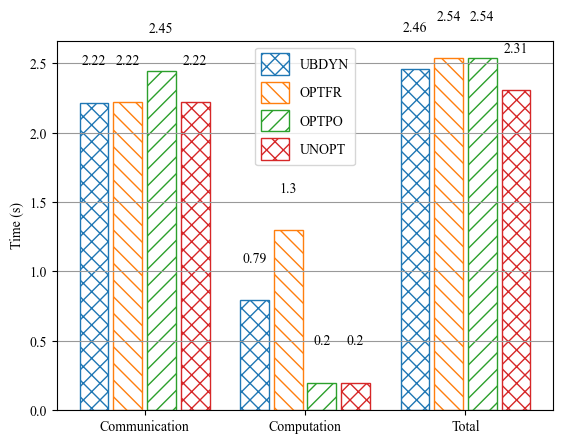 2.45
2.22 2.22 2.22
2.46 2.54 2.54 2.31
UBDYN
OPTFR
OPTPO
UNOPT
0.79 1.3 0.2 0.2
Time (s)
2.5
2.0
1.5
1.0
0.5
0.0
Communication Computation Total